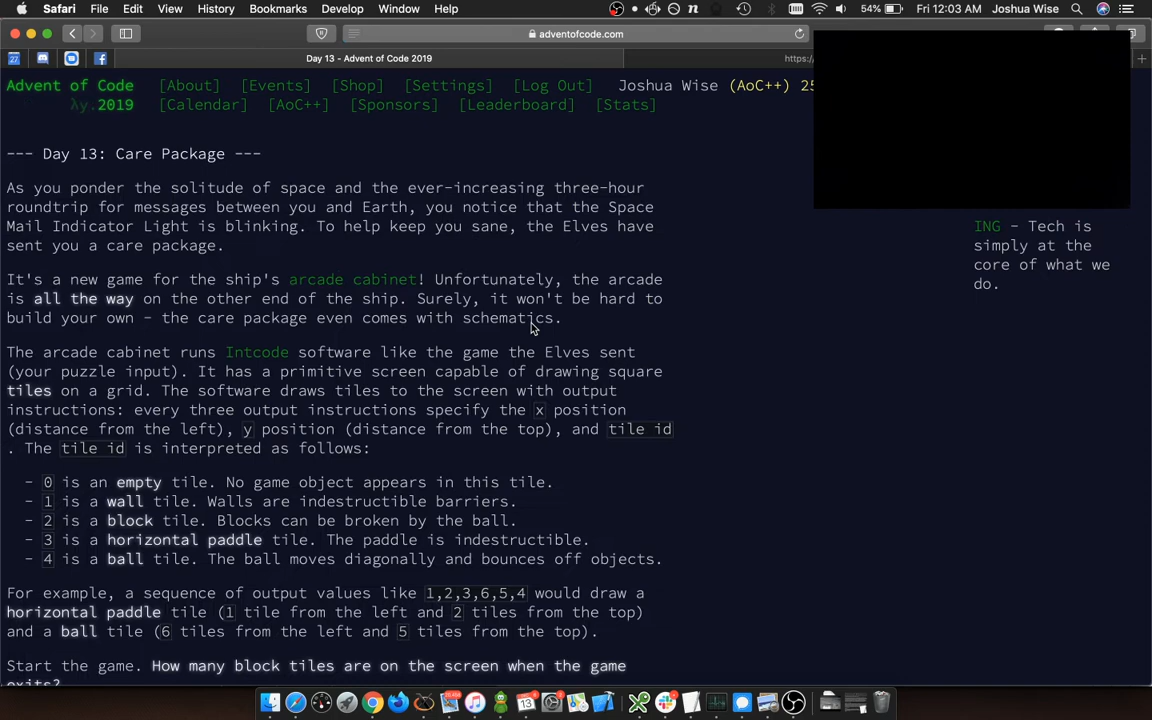 Safari File Edit View History Bookmarks Develop Window Help 54% Fri 12:03 AM Joshua Wise
adventofcode.com
Day 13 - Advent of Code 2019 https:/
Advent of Code [About] [Events] [Shop] [Settings] [Log Out] Joshua Wise (AoC++) 25
λy.2019 [Calendar] [AoC++] [Sponsors] [Leaderboard] [Stats]
--- Day 13: Care Package ---
As you ponder the solitude of space and the ever-increasing three-hour
roundtrip for messages between you and Earth, you notice that the Space
Mail Indicator Light is blinking. To help keep you sane, the Elves have
sent you a care package.
It's a new game for the ship's arcade cabinet! Unfortunately, the arcade
is all the way on the other end of the ship. Surely, it won't be hard to
build your own - the care package even comes with schematics.
The arcade cabinet runs Intcode software like the game the Elves sent
(your puzzle input). It has a primitive screen capable of drawing square
tiles on a grid. The software draws tiles to the screen with output
instructions: every three output instructions specify the x position
(distance from the left), y position (distance from the top), and tile id
. The tile id is interpreted as follows:
- 0 is an empty tile. No game object appears in this tile.
- 1 is a wall tile. Walls are indestructible barriers.
- 2 is a block tile. Blocks can be broken by the ball.
- 3 is a horizontal paddle tile. The paddle is indestructible.
- 4 is a ball tile. The ball moves diagonally and bounces off objects.
For example, a sequence of output values like 1,2,3,6,5,4 would draw a
horizontal paddle tile (1 tile from the left and 2 tiles from the top)
and a ball tile (6 tiles from the left and 5 tiles from the top).
Start the game. How many block tiles are on the screen when the game
exits?
ING - Tech is
simply at the
core of what we
do.